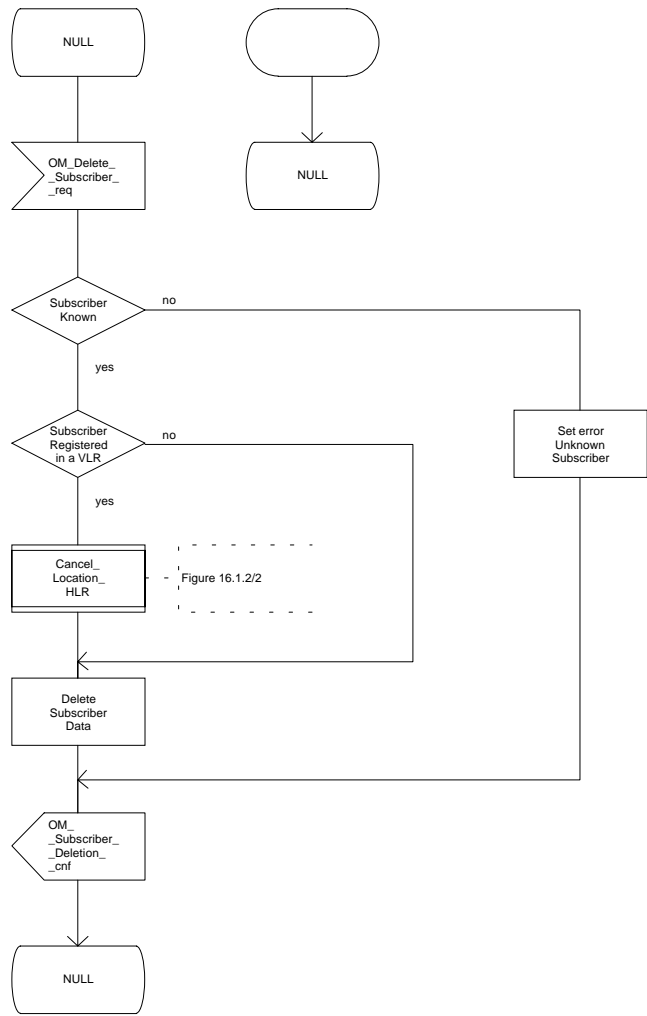 NULL
OM_Delete_
_Subscriber_
_req
NULL
Subscriber
Known
no
yes
Subscriber
Registered
in a VLR
no
Set error
Unknown
Subscriber
yes
Cancel_
Location_
HLR
Figure 16.1.2/2
Delete
Subscriber
Data
OM_
_Subscriber_
_Deletion_
_cnf
NULL